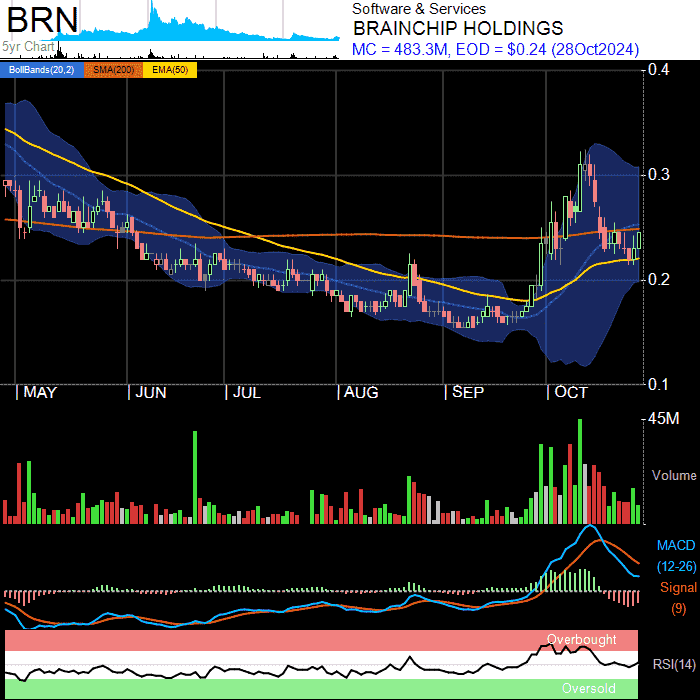 BRN
5yr Chart
Software & Services
BRAINCHIP HOLDINGS
MC = 483.3M, EOD = $0.24 (28Oct2024)
BollBands(20,2) SMA(200) EMA(50)
0.4
0.3
0.2
0.1
MAY JUN JUL AUG SEP OCT
45M
Volume
MACD
(12-26)
Signal
(9)
Overbought
RSI(14)
Oversold